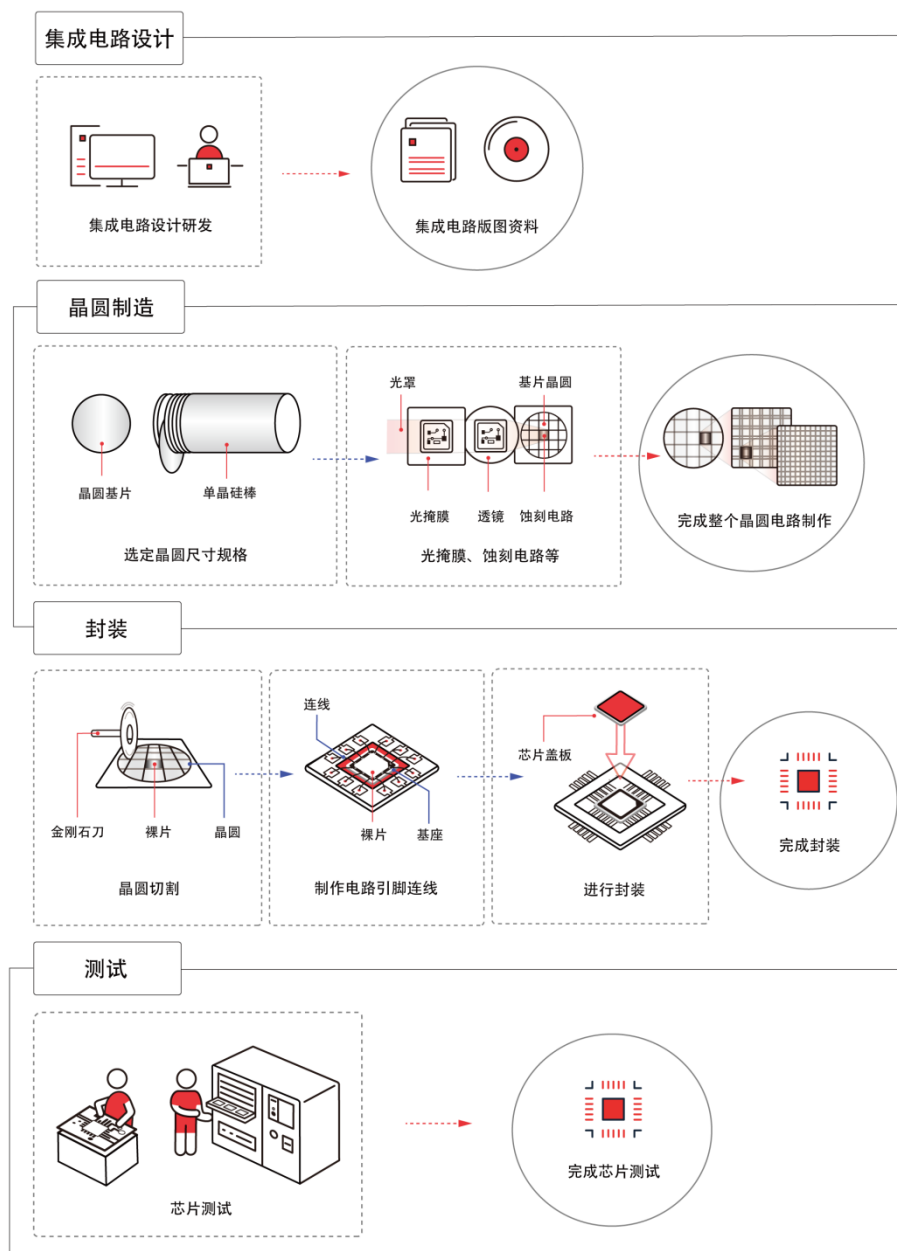 集成电路设计
集成电路设计研发
集成电路版图资料
晶圆制造
光罩
基片晶圆
晶圆基片
单晶硅棒
光掩膜
透镜
蚀刻电路
选定晶圆尺寸规格
光掩膜、蚀刻电路等
完成整个晶圆电路制作
封装
连线
芯片盖板
金刚石刀
裸片
晶圆
裸片
基座
完成封装
晶圆切割
制作电路引脚连线
进行封装
测试
完成芯片测试
芯片测试